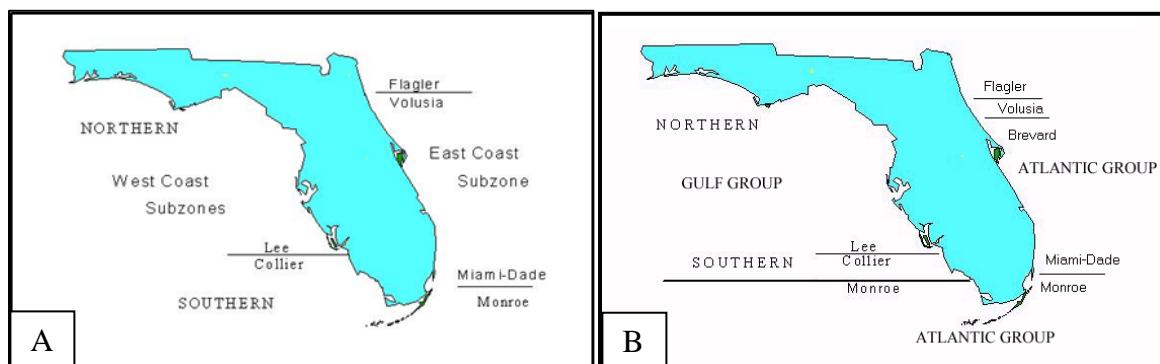 Flagler
Volusia
NORTHERN
East Coast
Subzone
West Coast
Subzones
Lee
Collier
Miami-Dade
Monroe
SOUTHERN
A
Flagler
Volusia
NORTHERN
Brevard
ATLANTIC GROUP
GULF GROUP
Lee
SOUTHERN
Collier
Miami-Dade
Monroe
Monroe
ATLANTIC GROUP
B